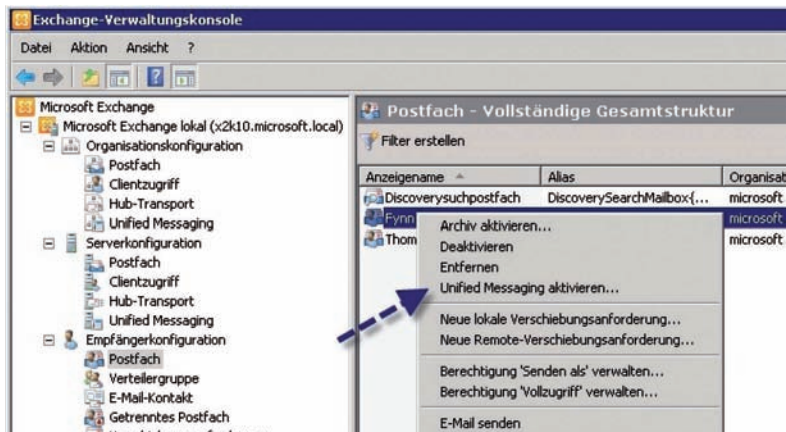 Exchange-Verwaltungskonsole
Datei Aktion Ansicht ?
Microsoft Exchange
Microsoft Exchange lokal (x2k10.microsoft.local)
Organisationskonfiguration
Postfach
Clientzugriff
Hub-Transport
Unified Messaging
Serverkonfiguration
Postfach
Clientzugriff
Hub-Transport
Unified Messaging
Empfängerkonfiguration
Postfach
Verteilergruppe
E-Mail-Kontakt
Getrenntes Postfach
Postfach - Vollständige Gesamtstruktur
Filter erstellen
Anzeigename Alias Organisat
Discoverysuchpostfach DiscoverySearchMailbox{... microsoft
Fynn microsoft
Thom microsoft
Archiv aktivieren...
Deaktivieren
Entfernen
Unified Messaging aktivieren...
Neue lokale Verschiebungsanforderung...
Neue Remote-Verschiebungsanforderung...
Berechtigung 'Senden als' verwalten...
Berechtigung 'Vollzugriff' verwalten...
E-Mail senden